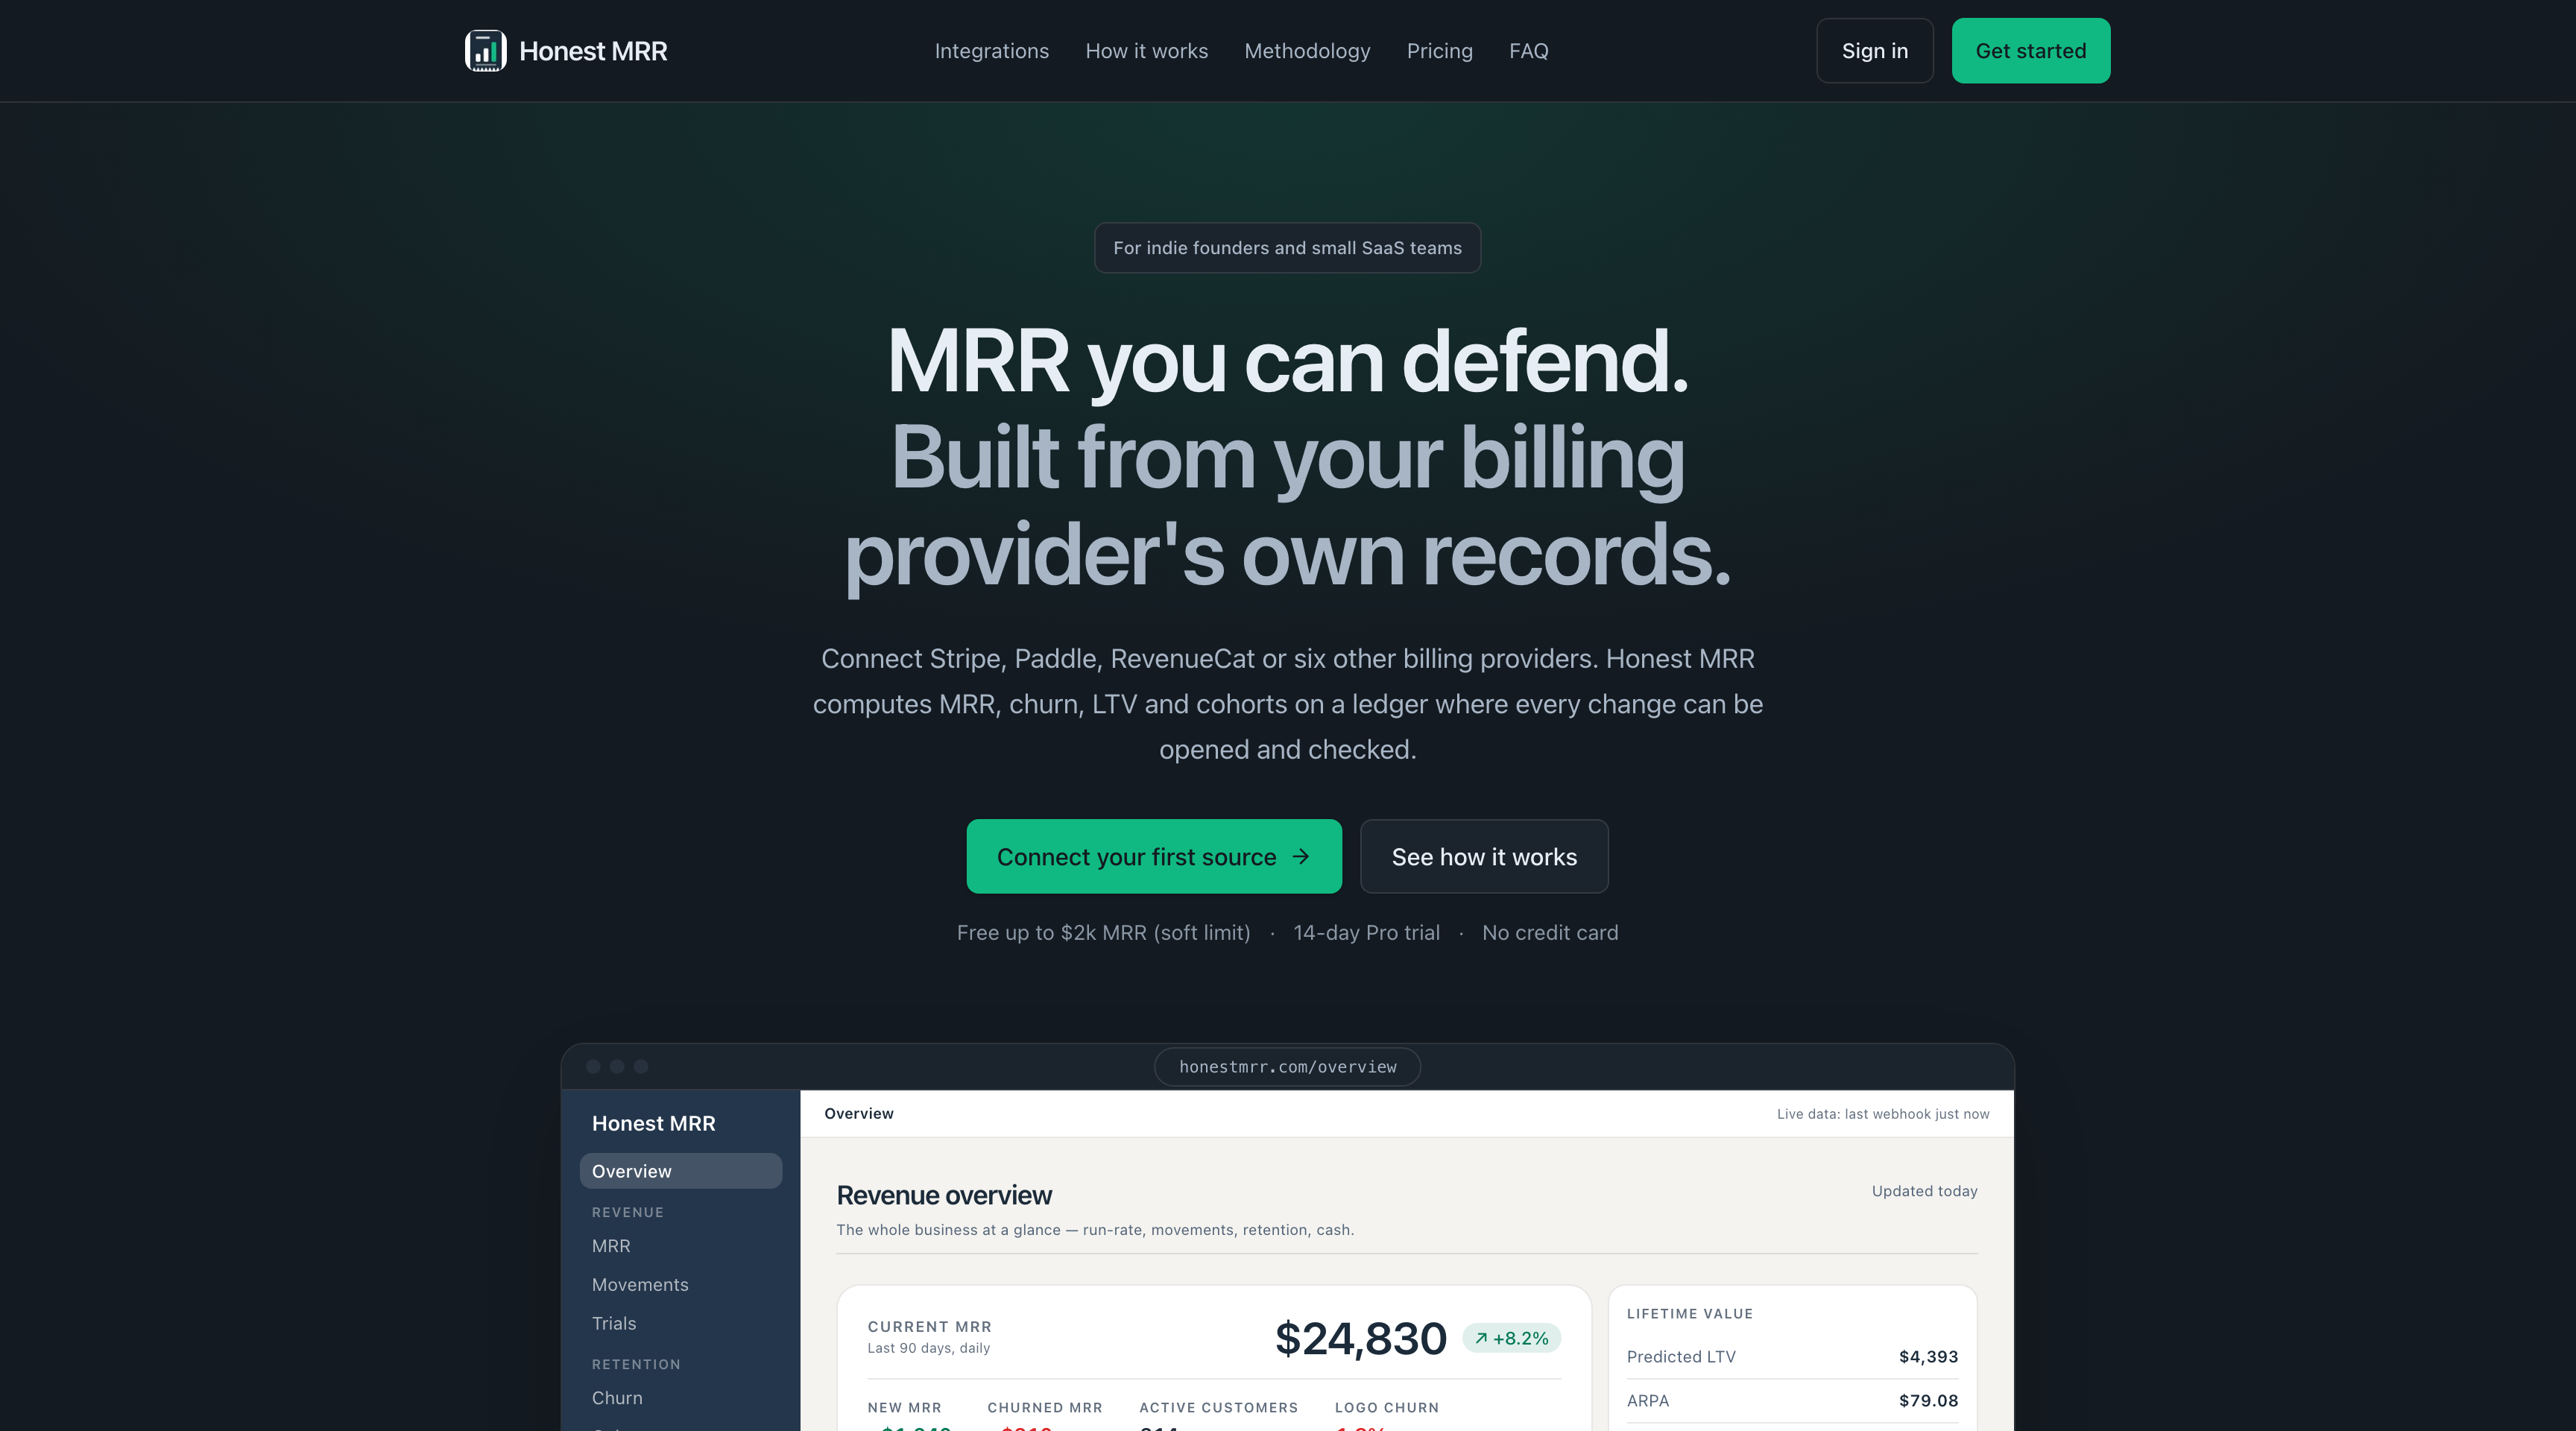 Honest MRR
Integrations
How it works
Methodology
Pricing
FAQ
Sign in
Get started
For indie founders and small SaaS teams
MRR you can defend.
Built from your billing
provider's own records.
Connect Stripe, Paddle, RevenueCat or six other billing providers. Honest MRR
computes MRR, churn, LTV and cohorts on a ledger where every change can be
opened and checked.
Connect your first source →
See how it works
Free up to $2k MRR (soft limit) · 14-day Pro trial · No credit card
honestmrr.com/overview
Honest MRR
Overview
REVENUE
MRR
Movements
Trials
RETENTION
Churn
Overview
Live data: last webhook just now
Revenue overview
Updated today
The whole business at a glance — run-rate, movements, retention, cash.
CURRENT MRR
Last 90 days, daily
$24,830
↗ +8.2%
NEW MRR
CHURNED MRR
ACTIVE CUSTOMERS
LOGO CHURN
LIFETIME VALUE
Predicted LTV
$4,393
ARPA
$79.08